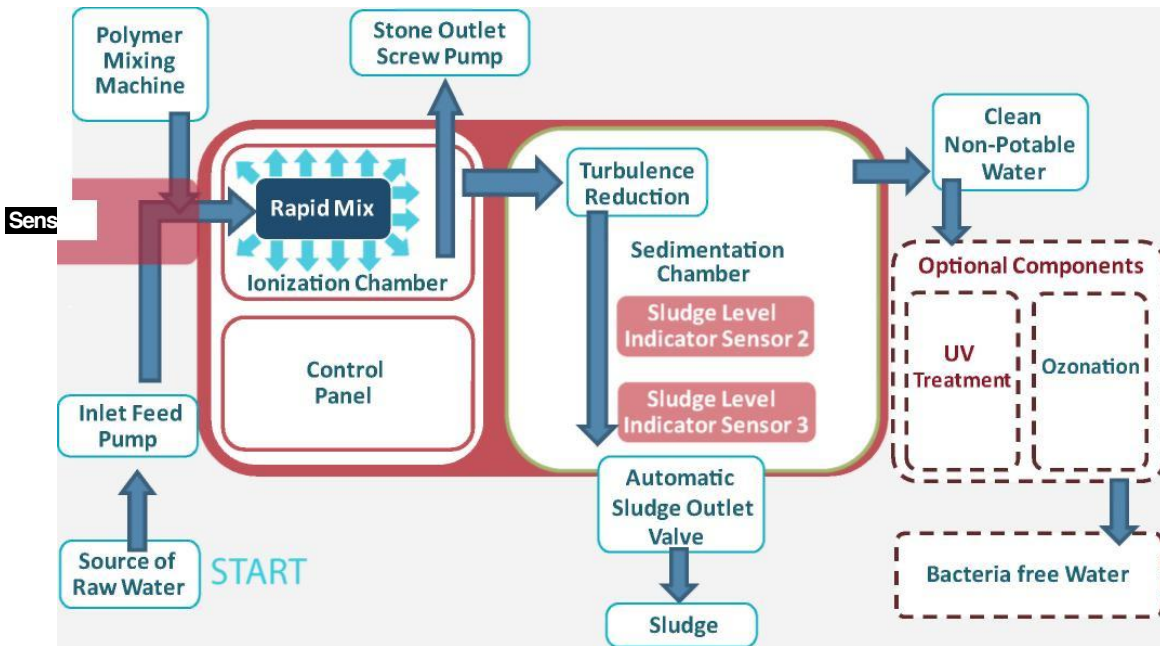 Polymer
Mixing
Machine
Stone Outlet
Screw Pump
Clean
Non-Potable
Water
Sens
Rapid Mix
Ionization Chamber
Turbulence
Reduction
Sedimentation
Chamber
Sludge Level
Indicator Sensor 2
Sludge Level
Indicator Sensor 3
Control
Panel
Optional Components
UV
Treatment
Ozonation
Inlet Feed
Pump
Automatic
Sludge Outlet
Valve
Source of
Raw Water
START
Bacteria free Water
Sludge